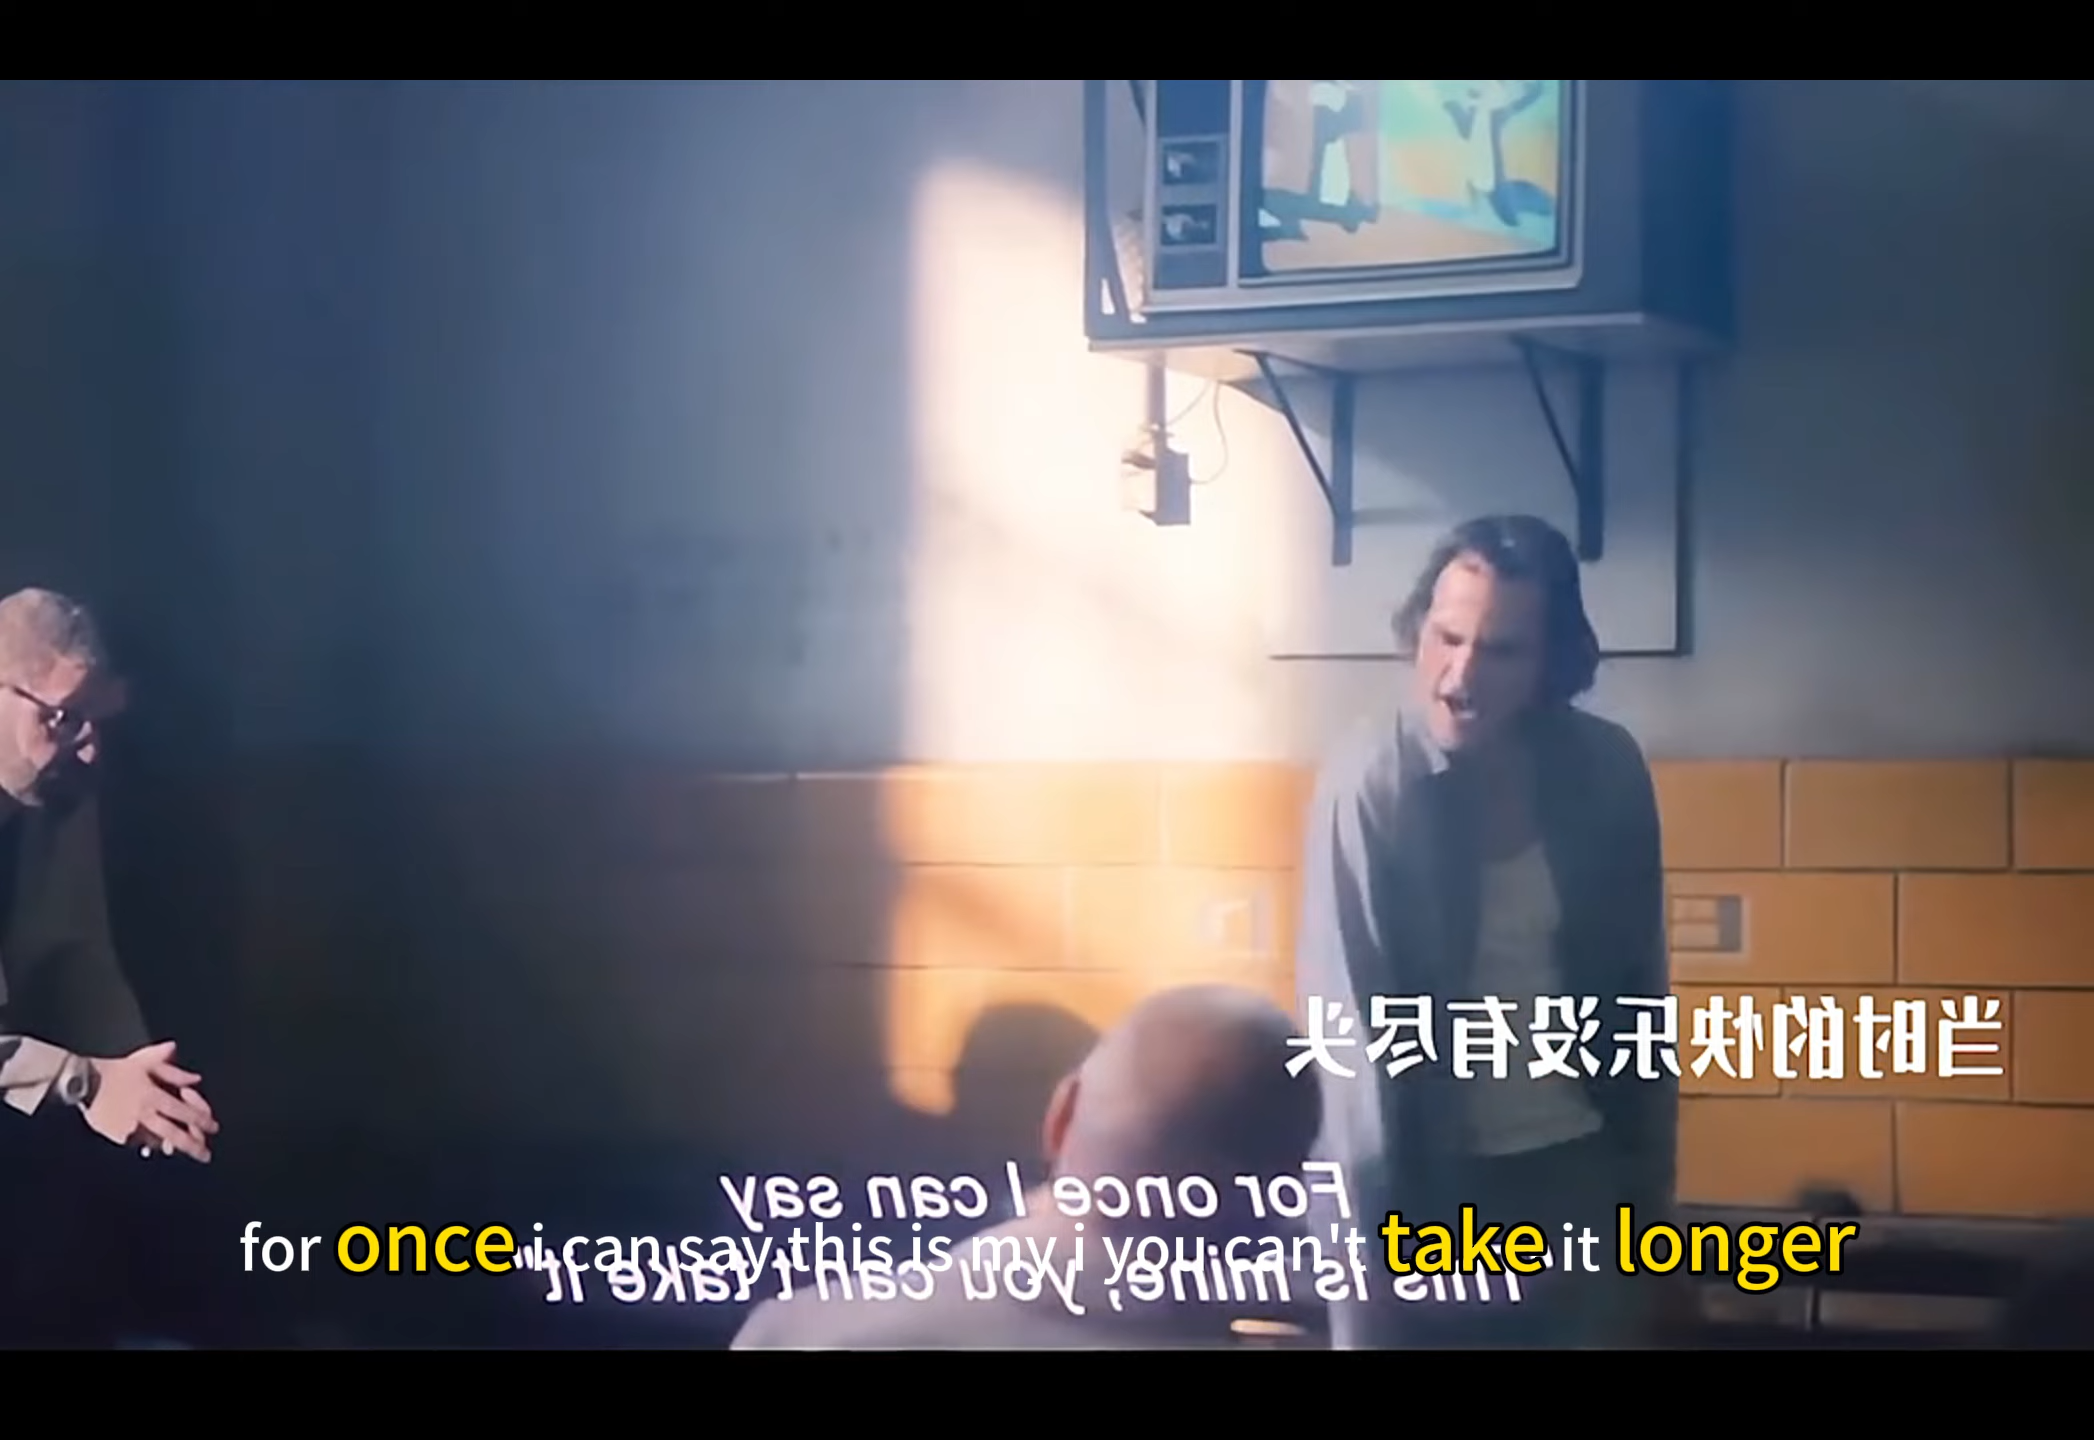 当时的快乐没有尽头
For once I can say
"This is mine, you can't take it"
for once i can say this is my i you can't take it longer